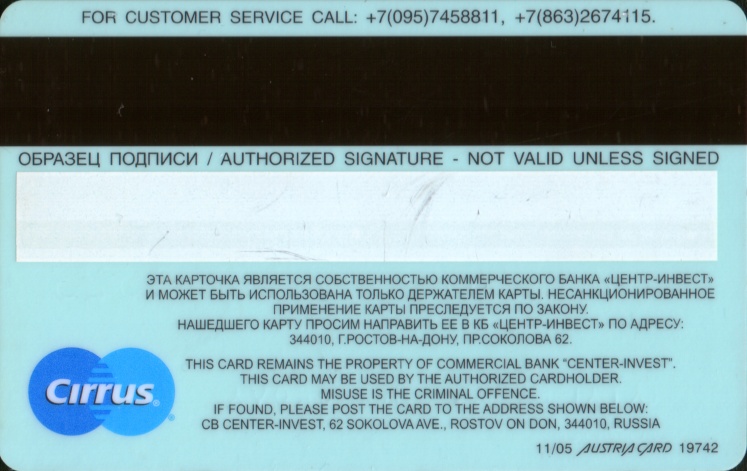 FOR CUSTOMER SERVICE CALL: +7(095)7458811, +7(863)2674115.
ОБРАЗЕЦ ПОДПИСИ / AUTHORIZED SIGNATURE - NOT VALID UNLESS SIGNED
ЭТА КАРТОЧКА ЯВЛЯЕТСЯ СОБСТВЕННОСТЬЮ КОММЕРЧЕСКОГО БАНКА «ЦЕНТР-ИНВЕСТ»
И МОЖЕТ БЫТЬ ИСПОЛЬЗОВАНА ТОЛЬКО ДЕРЖАТЕЛЕМ КАРТЫ. НЕСАНКЦИОНИРОВАННОЕ
ПРИМЕНЕНИЕ КАРТЫ ПРЕСЛЕДУЕТСЯ ПО ЗАКОНУ.
НАШЕДШЕГО КАРТУ ПРОСИМ НАПРАВИТЬ ЕЕ В КБ «ЦЕНТР-ИНВЕСТ» ПО АДРЕСУ:
344010, Г.РОСТОВ-НА-ДОНУ, ПР.СОКОЛОВА 62.
Cirrus®
THIS CARD REMAINS THE PROPERTY OF COMMERCIAL BANK "CENTER-INVEST".
THIS CARD MAY BE USED BY THE AUTHORIZED CARDHOLDER.
MISUSE IS THE CRIMINAL OFFENCE.
IF FOUND, PLEASE POST THE CARD TO THE ADDRESS SHOWN BELOW:
CB CENTER-INVEST, 62 SOKOLOVA AVE., ROSTOV ON DON, 344010, RUSSIA
11/05 AUSTRIA CARD 19742